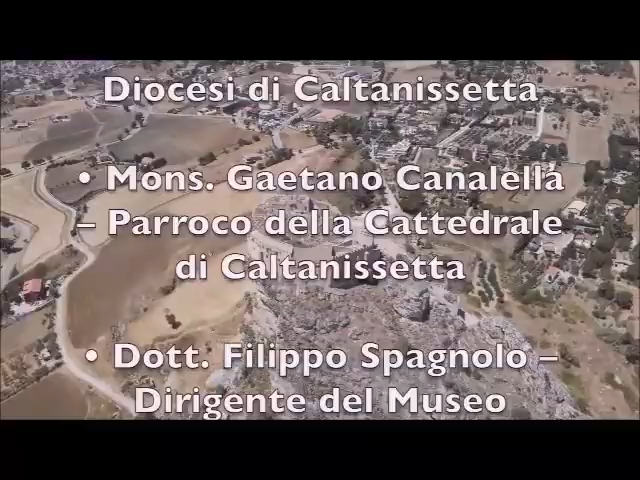 Diocesi di Caltanissetta
• Mons. Gaetano Canalella
– Parroco della Cattedrale
di Caltanissetta
• Dott. Filippo Spagnolo –
Dirigente del Museo